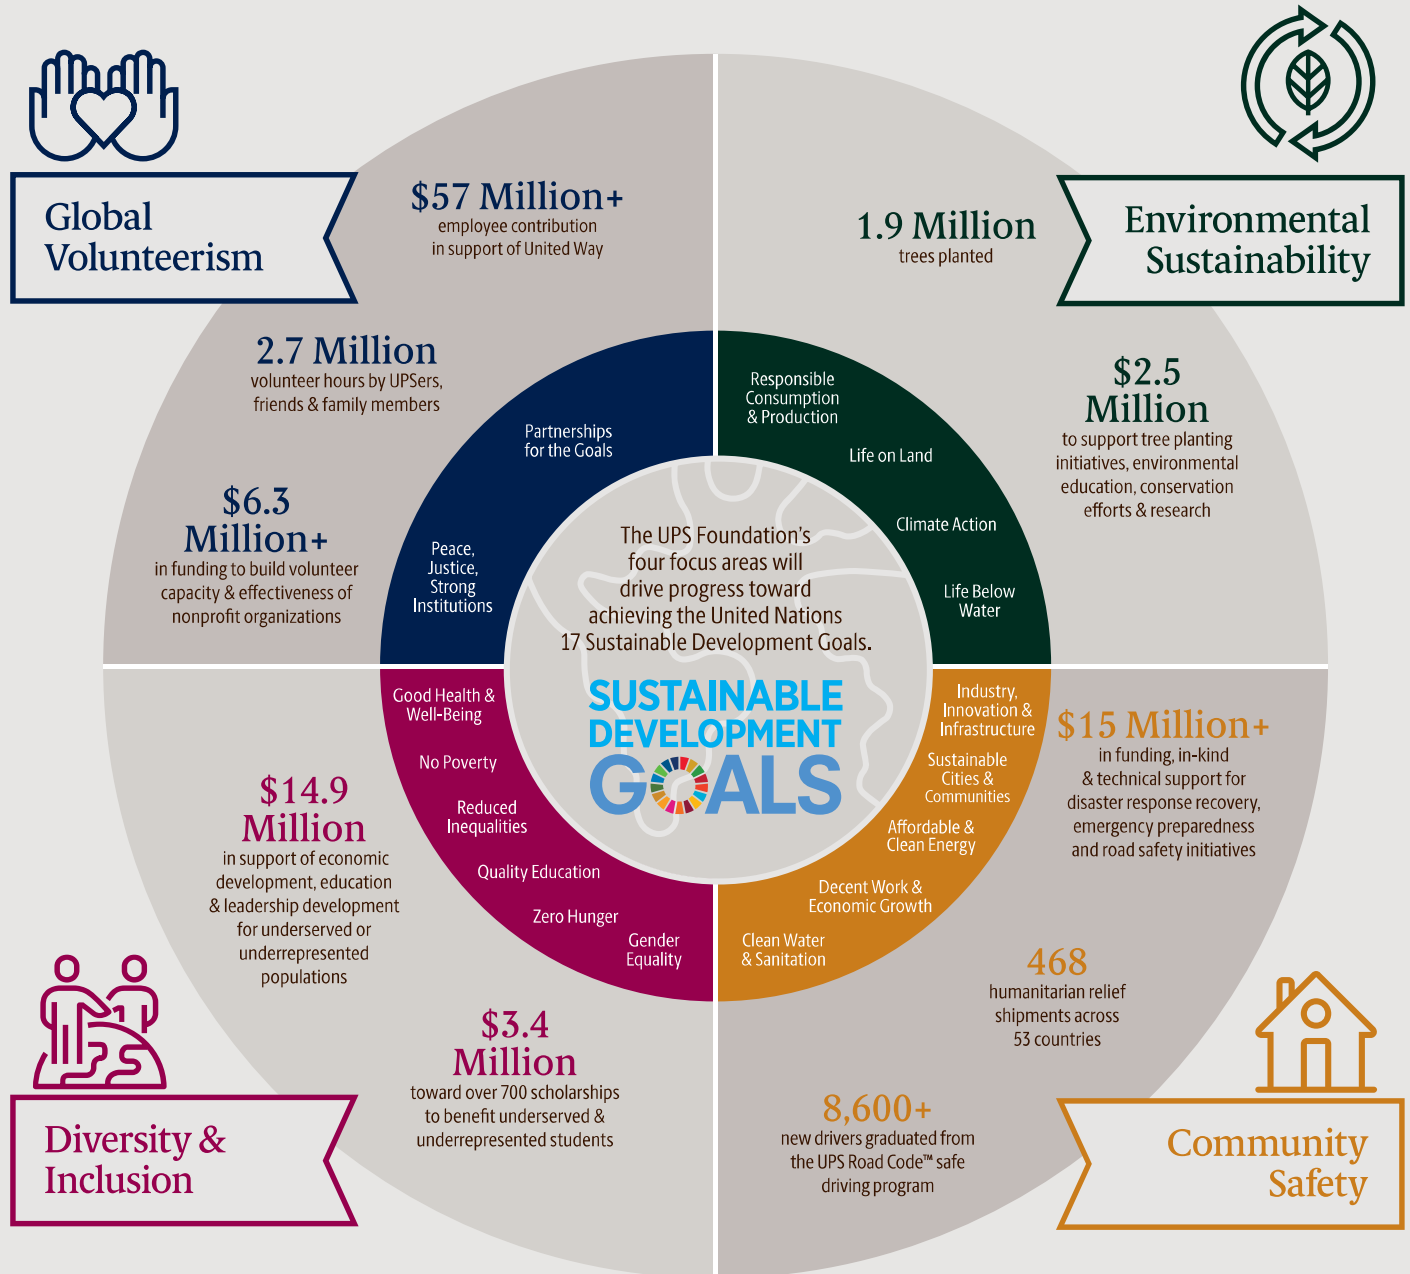 Global
Volunteerism
$57 Million+
employee contribution
in support of United Way
2.7 Million
volunteer hours by UPSers,
friends & family members
$6.3
Million+
in funding to build volunteer
capacity & effectiveness of
nonprofit organizations
Partnerships
for the Goals
Peace,
Justice,
Strong
Institutions
Environmental
Sustainability
1.9 Million
trees planted
$2.5
Million
to support tree planting
initiatives, environmental
education, conservation
efforts & research
Responsible
Consumption
& Production
Life on Land
Climate Action
Life Below
Water
The UPS Foundation's
four focus areas will
drive progress toward
achieving the United Nations
17 Sustainable Development Goals.
SUSTAINABLE
DEVELOPMENT
GOALS
Good Health &
Well-Being
No Poverty
Reduced
Inequalities
Quality Education
Zero Hunger
Gender
Equality
$14.9
Million
in support of economic
development, education
& leadership development
for underserved or
underrepresented
populations
$3.4
Million
toward over 700 scholarships
to benefit underserved &
underrepresented students
Diversity &
Inclusion
Industry,
Innovation &
Infrastructure
Sustainable
Cities &
Communities
Affordable &
Clean Energy
Decent Work &
Economic Growth
Clean Water
& Sanitation
$15 Million+
in funding, in-kind
& technical support for
disaster response recovery,
emergency preparedness
and road safety initiatives
468
humanitarian relief
shipments across
53 countries
8,600+
new drivers graduated from
the UPS Road Code™ safe
driving program
Community
Safety